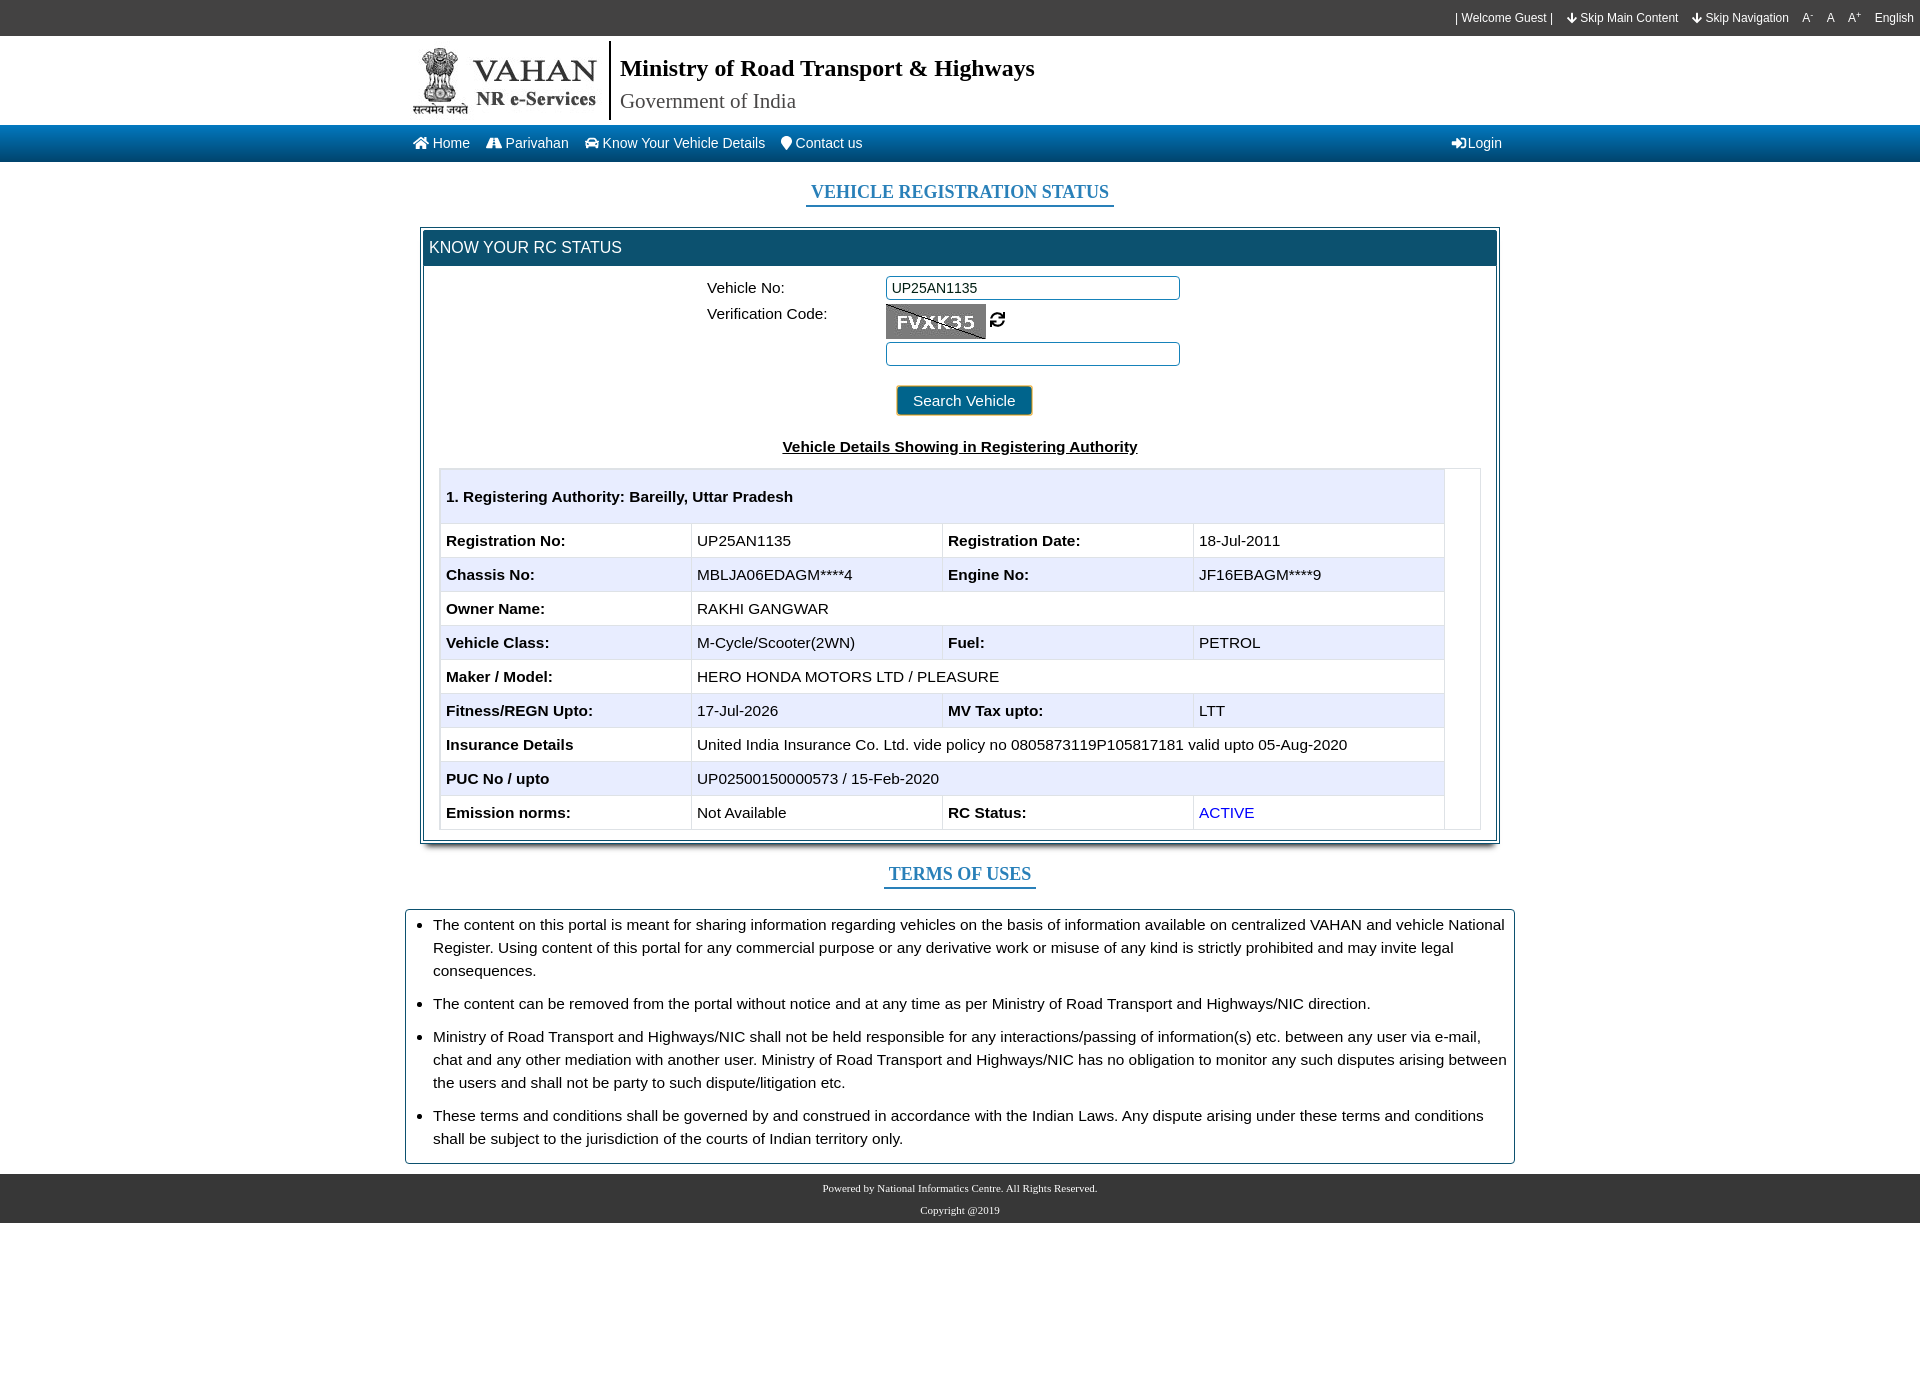 | Welcome Guest | Skip Main Content Skip Navigation A- A A+ English
VAHAN
NR e-Services
सत्यमेव जयते
Ministry of Road Transport & Highways
Government of India
Home Parivahan Know Your Vehicle Details Contact us Login
VEHICLE REGISTRATION STATUS
KNOW YOUR RC STATUS
Vehicle No: UP25AN1135
Verification Code: FVXK35
Search Vehicle
Vehicle Details Showing in Registering Authority
1. Registering Authority: Bareilly, Uttar Pradesh
Registration No: UP25AN1135 Registration Date: 18-Jul-2011
Chassis No: MBLJA06EDAGM****4 Engine No: JF16EBAGM****9
Owner Name: RAKHI GANGWAR
Vehicle Class: M-Cycle/Scooter(2WN) Fuel: PETROL
Maker / Model: HERO HONDA MOTORS LTD / PLEASURE
Fitness/REGN Upto: 17-Jul-2026 MV Tax upto: LTT
Insurance Details United India Insurance Co. Ltd. vide policy no 0805873119P105817181 valid upto 05-Aug-2020
PUC No / upto UP02500150000573 / 15-Feb-2020
Emission norms: Not Available RC Status: ACTIVE
TERMS OF USES
• The content on this portal is meant for sharing information regarding vehicles on the basis of information available on centralized VAHAN and vehicle National
Register. Using content of this portal for any commercial purpose or any derivative work or misuse of any kind is strictly prohibited and may invite legal
consequences.
• The content can be removed from the portal without notice and at any time as per Ministry of Road Transport and Highways/NIC direction.
• Ministry of Road Transport and Highways/NIC shall not be held responsible for any interactions/passing of information(s) etc. between any user via e-mail,
chat and any other mediation with another user. Ministry of Road Transport and Highways/NIC has no obligation to monitor any such disputes arising between
the users and shall not be party to such dispute/litigation etc.
• These terms and conditions shall be governed by and construed in accordance with the Indian Laws. Any dispute arising under these terms and conditions
shall be subject to the jurisdiction of the courts of Indian territory only.
Powered by National Informatics Centre. All Rights Reserved.
Copyright @2019